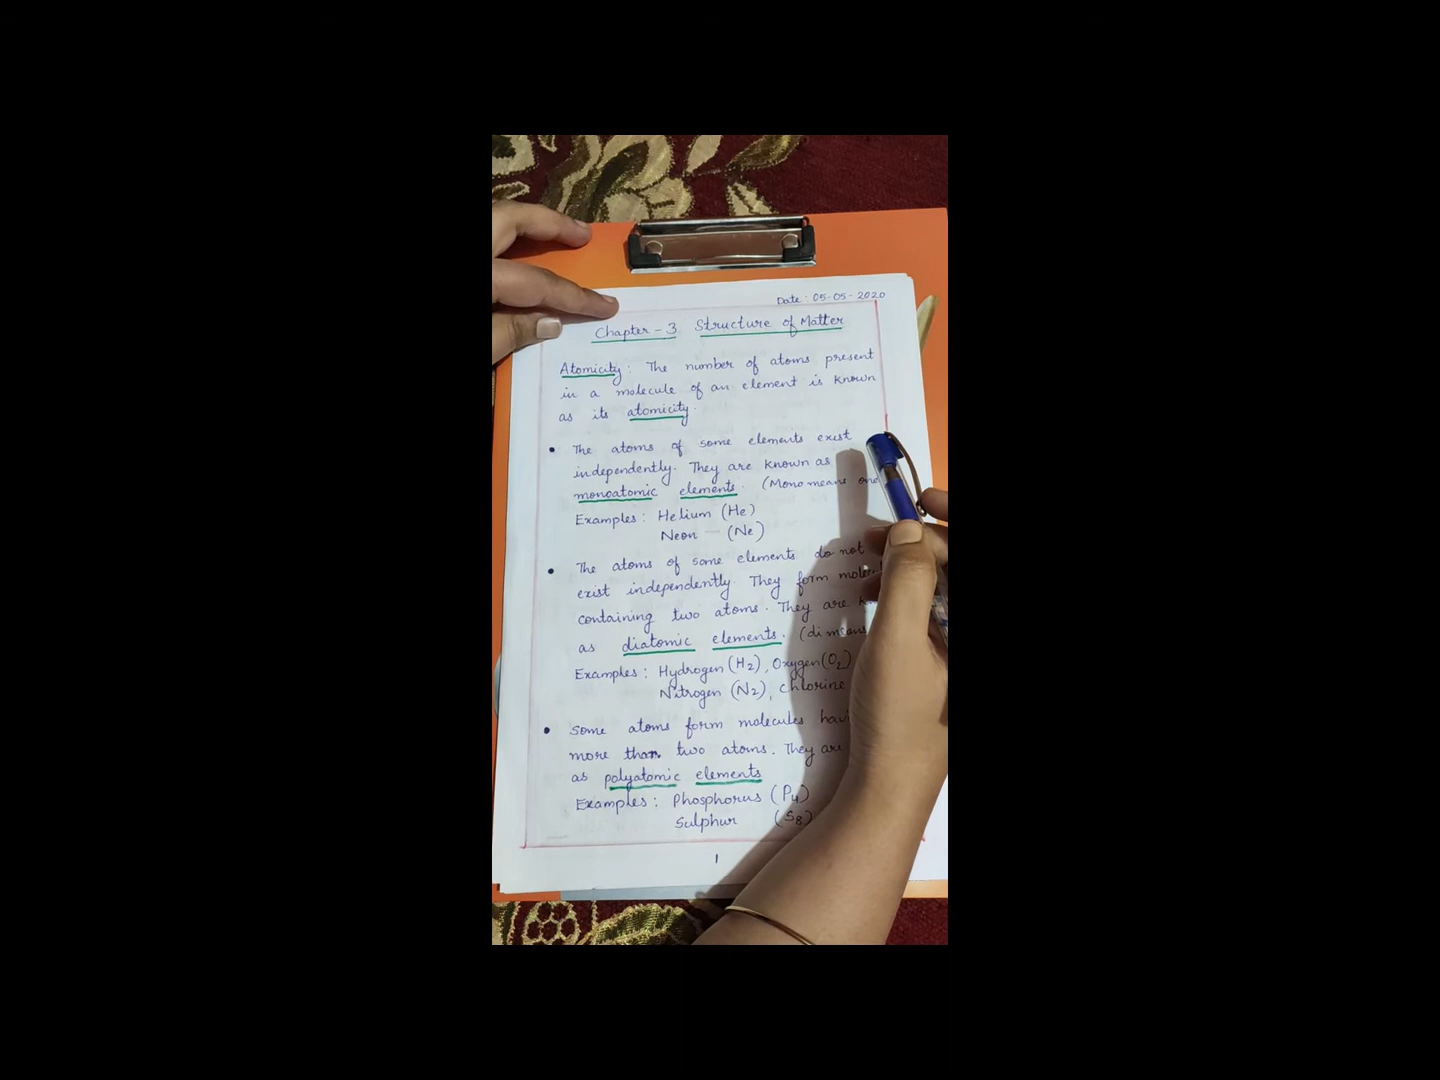 Date: 05-05-2020
Chapter - 3 Structure of Matter
Atomicity: The number of atoms present
in a molecule of an element is known
as its atomicity.
• The atoms of some elements exist
independently. They are known as
monoatomic elements. (Mono means one
Examples: Helium (He)
Neon — (Ne)
• The atoms of some elements do not
exist independently. They form
containing two atoms. They are
as diatomic elements. (di means
Examples: Hydrogen (H2), Oxygen (O2)
Nitrogen (N2), Chlorine
• Some atoms form molecules
more than two atoms. They are
as polyatomic elements
Examples: Phosphorus (P4)
Sulphur (S8)
1